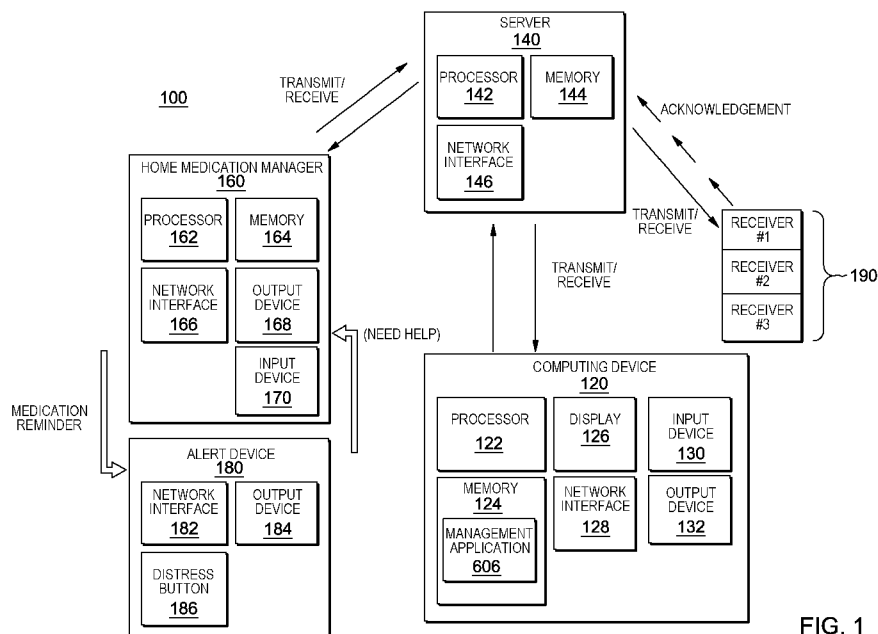 100
TRANSMIT/
RECEIVE
SERVER
140
PROCESSOR
142
MEMORY
144
NETWORK
INTERFACE
146
ACKNOWLEDGEMENT
TRANSMIT/
RECEIVE
RECEIVER
#1
RECEIVER
#2
RECEIVER
#3
190
HOME MEDICATION MANAGER
160
PROCESSOR
162
MEMORY
164
NETWORK
INTERFACE
166
OUTPUT
DEVICE
168
INPUT
DEVICE
170
(NEED HELP)
TRANSMIT/
RECEIVE
MEDICATION
REMINDER
ALERT DEVICE
180
NETWORK
INTERFACE
182
OUTPUT
DEVICE
184
DISTRESS
BUTTON
186
COMPUTING DEVICE
120
PROCESSOR
122
DISPLAY
126
INPUT
DEVICE
130
MEMORY
124
MANAGEMENT
APPLICATION
606
NETWORK
INTERFACE
128
OUTPUT
DEVICE
132
FIG. 1